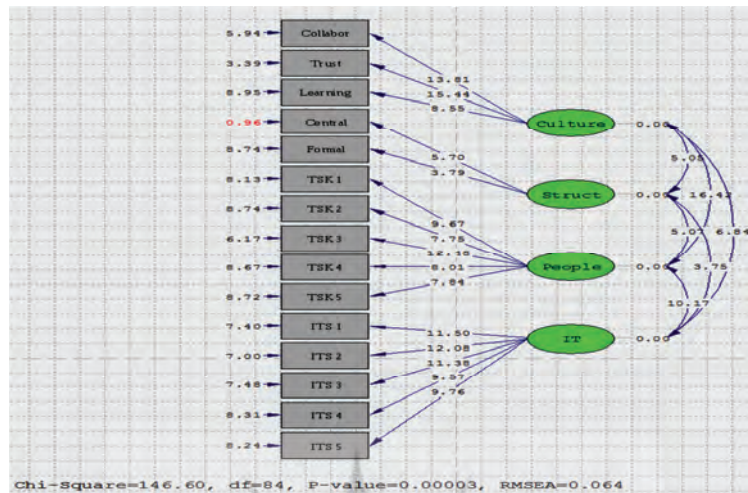 5.94 Collabor
3.39 Trust
13.81
15.44
8.95 Learning
8.55
0.96 Central
Culture 0.00
8.74 Formal
5.70
3.79
5.05
8.13 TSK 1
Struct 0.00
16.42
8.74 TSK 2
9.67
7.75
5.07
6.84
6.17 TSK 3
8.67 TSK 4
8.01
People 0.00
3.75
8.72 TSK 5
7.84
10.17
7.40 ITS 1
11.50
7.00 ITS 2
12.08
11.38
IT 0.00
7.48 ITS 3
9.76
8.31 ITS 4
8.24 ITS 5
Chi-Square=146.60, df=84, P-value=0.00003, RMSEA=0.064